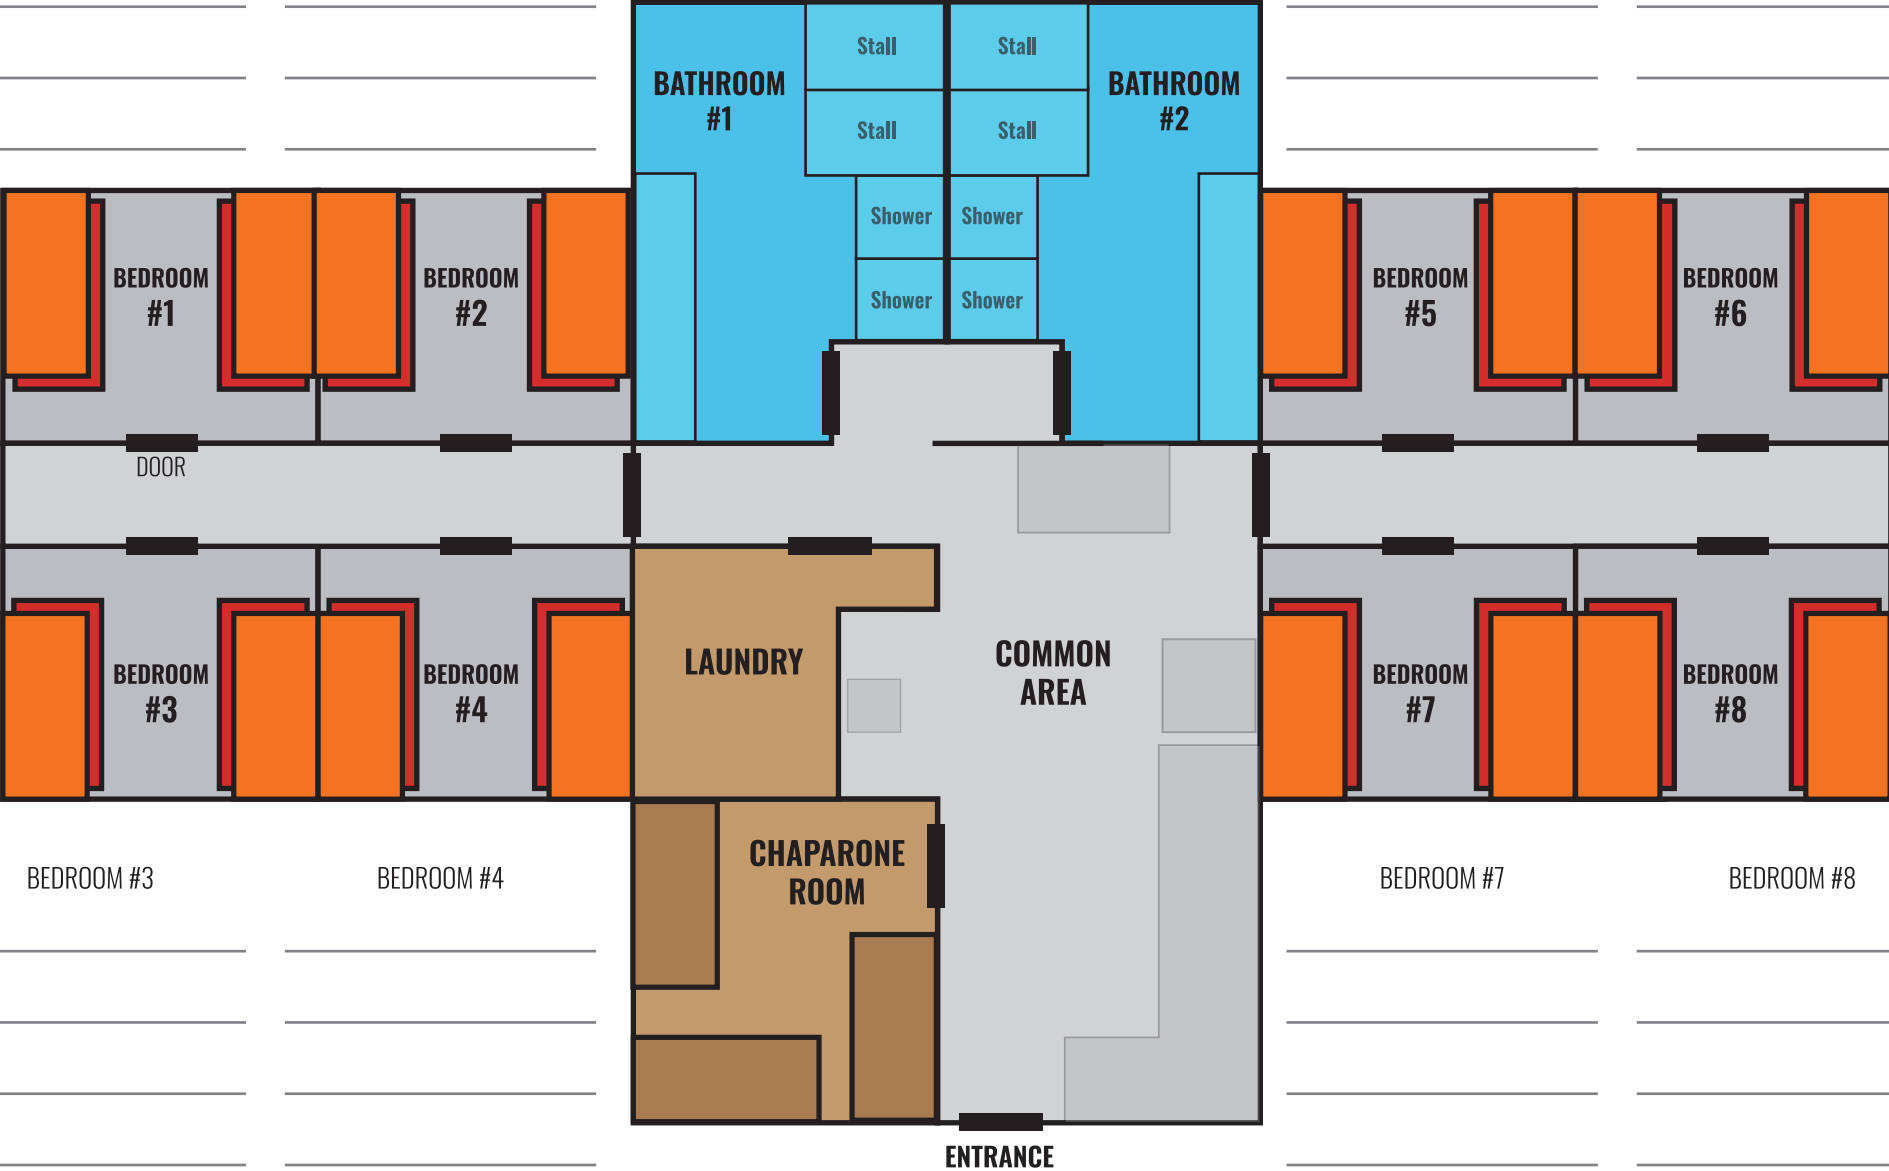 Stall
Stall
BATHROOM
#1
BATHROOM
#2
Stall
Stall
Shower
Shower
BEDROOM
#1
BEDROOM
#2
BEDROOM
#5
BEDROOM
#6
Shower
Shower
DOOR
LAUNDRY
COMMON
AREA
BEDROOM
#3
BEDROOM
#4
BEDROOM
#7
BEDROOM
#8
CHAPARONE
ROOM
BEDROOM #3
BEDROOM #4
BEDROOM #7
BEDROOM #8
ENTRANCE